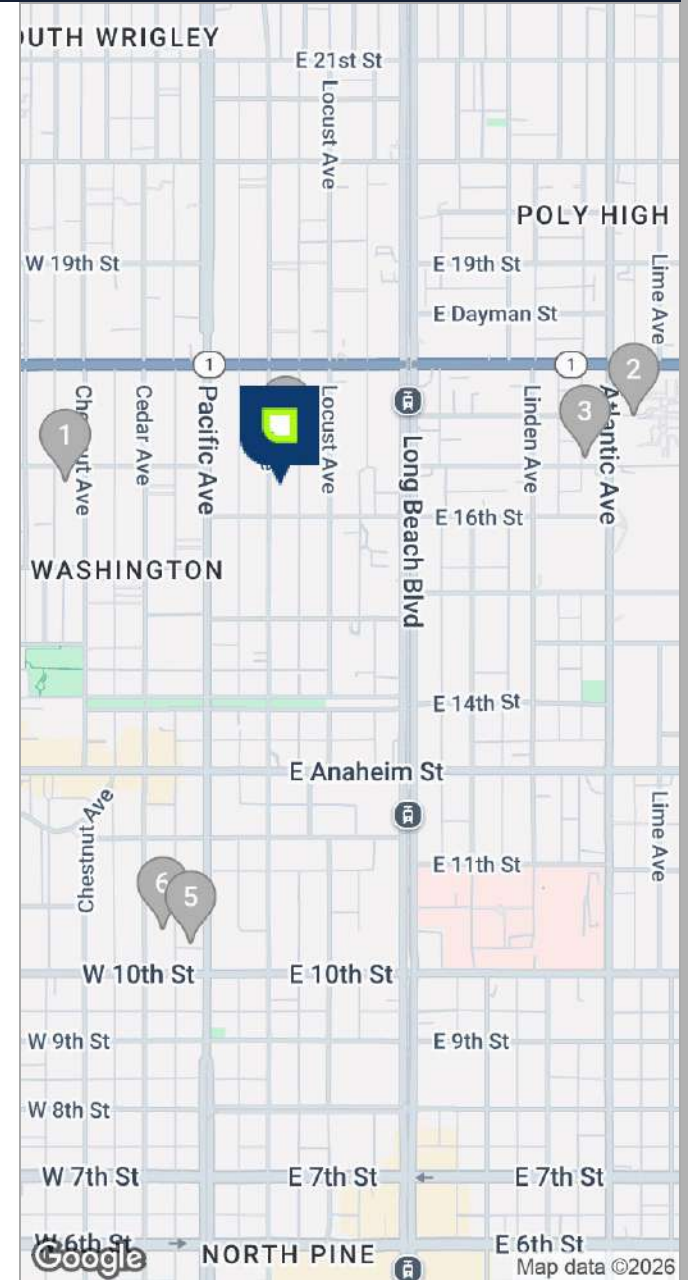 UTH WRIGLEY
E 21st St
Locust Ave
POLY HIGH
W 19th St
E 19th St
Lime Ave
E Dayman St
1
1
2
Cedar Ave
Pacific Ave
Locust Ave
Linden Ave
3
Atlantic Ave
1
Long Beach Blvd
E 16th St
WASHINGTON
E 14th St
E Anaheim St
Chestnut Ave
Lime Ave
E 11th St
6
5
W 10th St
E 10th St
W 9th St
E 9th St
W 8th St
W 7th St
E 7th St
E 7th St
W 6th St
E 6th St
Google
NORTH PINE
Map data ©2026